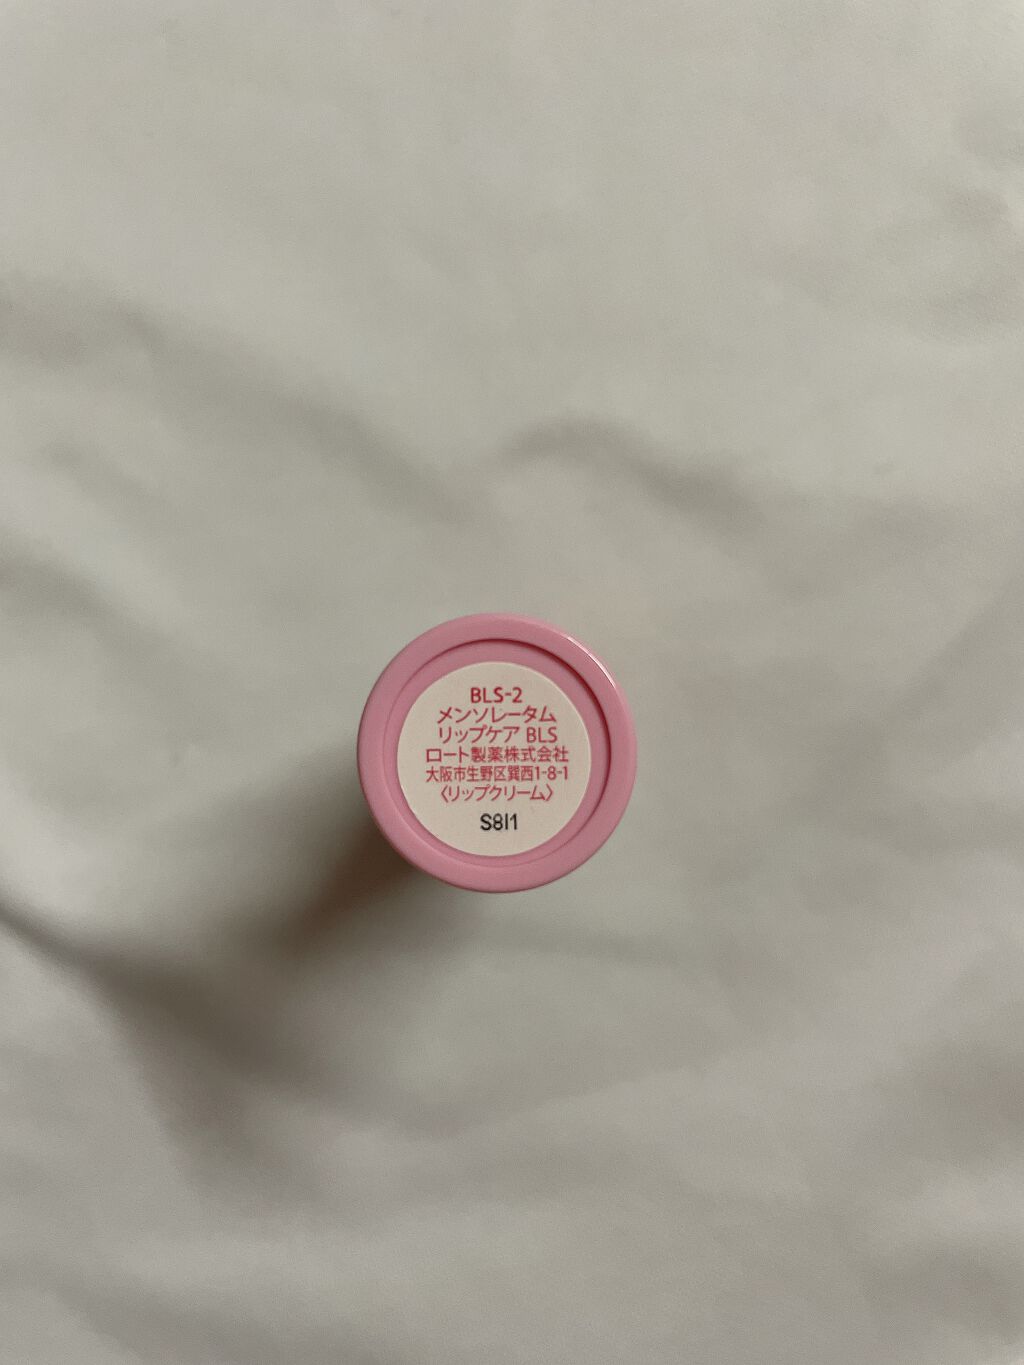 BLS-2
メンソレータム
リップケア BLS
ロート製薬株式会社
大阪市生野区巽西1-8-1
〈リップクリーム〉
S8I1